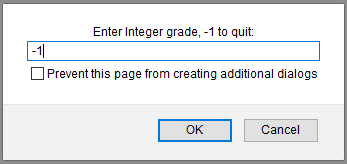 Enter Integer grade, -1 to quit:
-1
Prevent this page from creating additional dialogs
OK Cancel